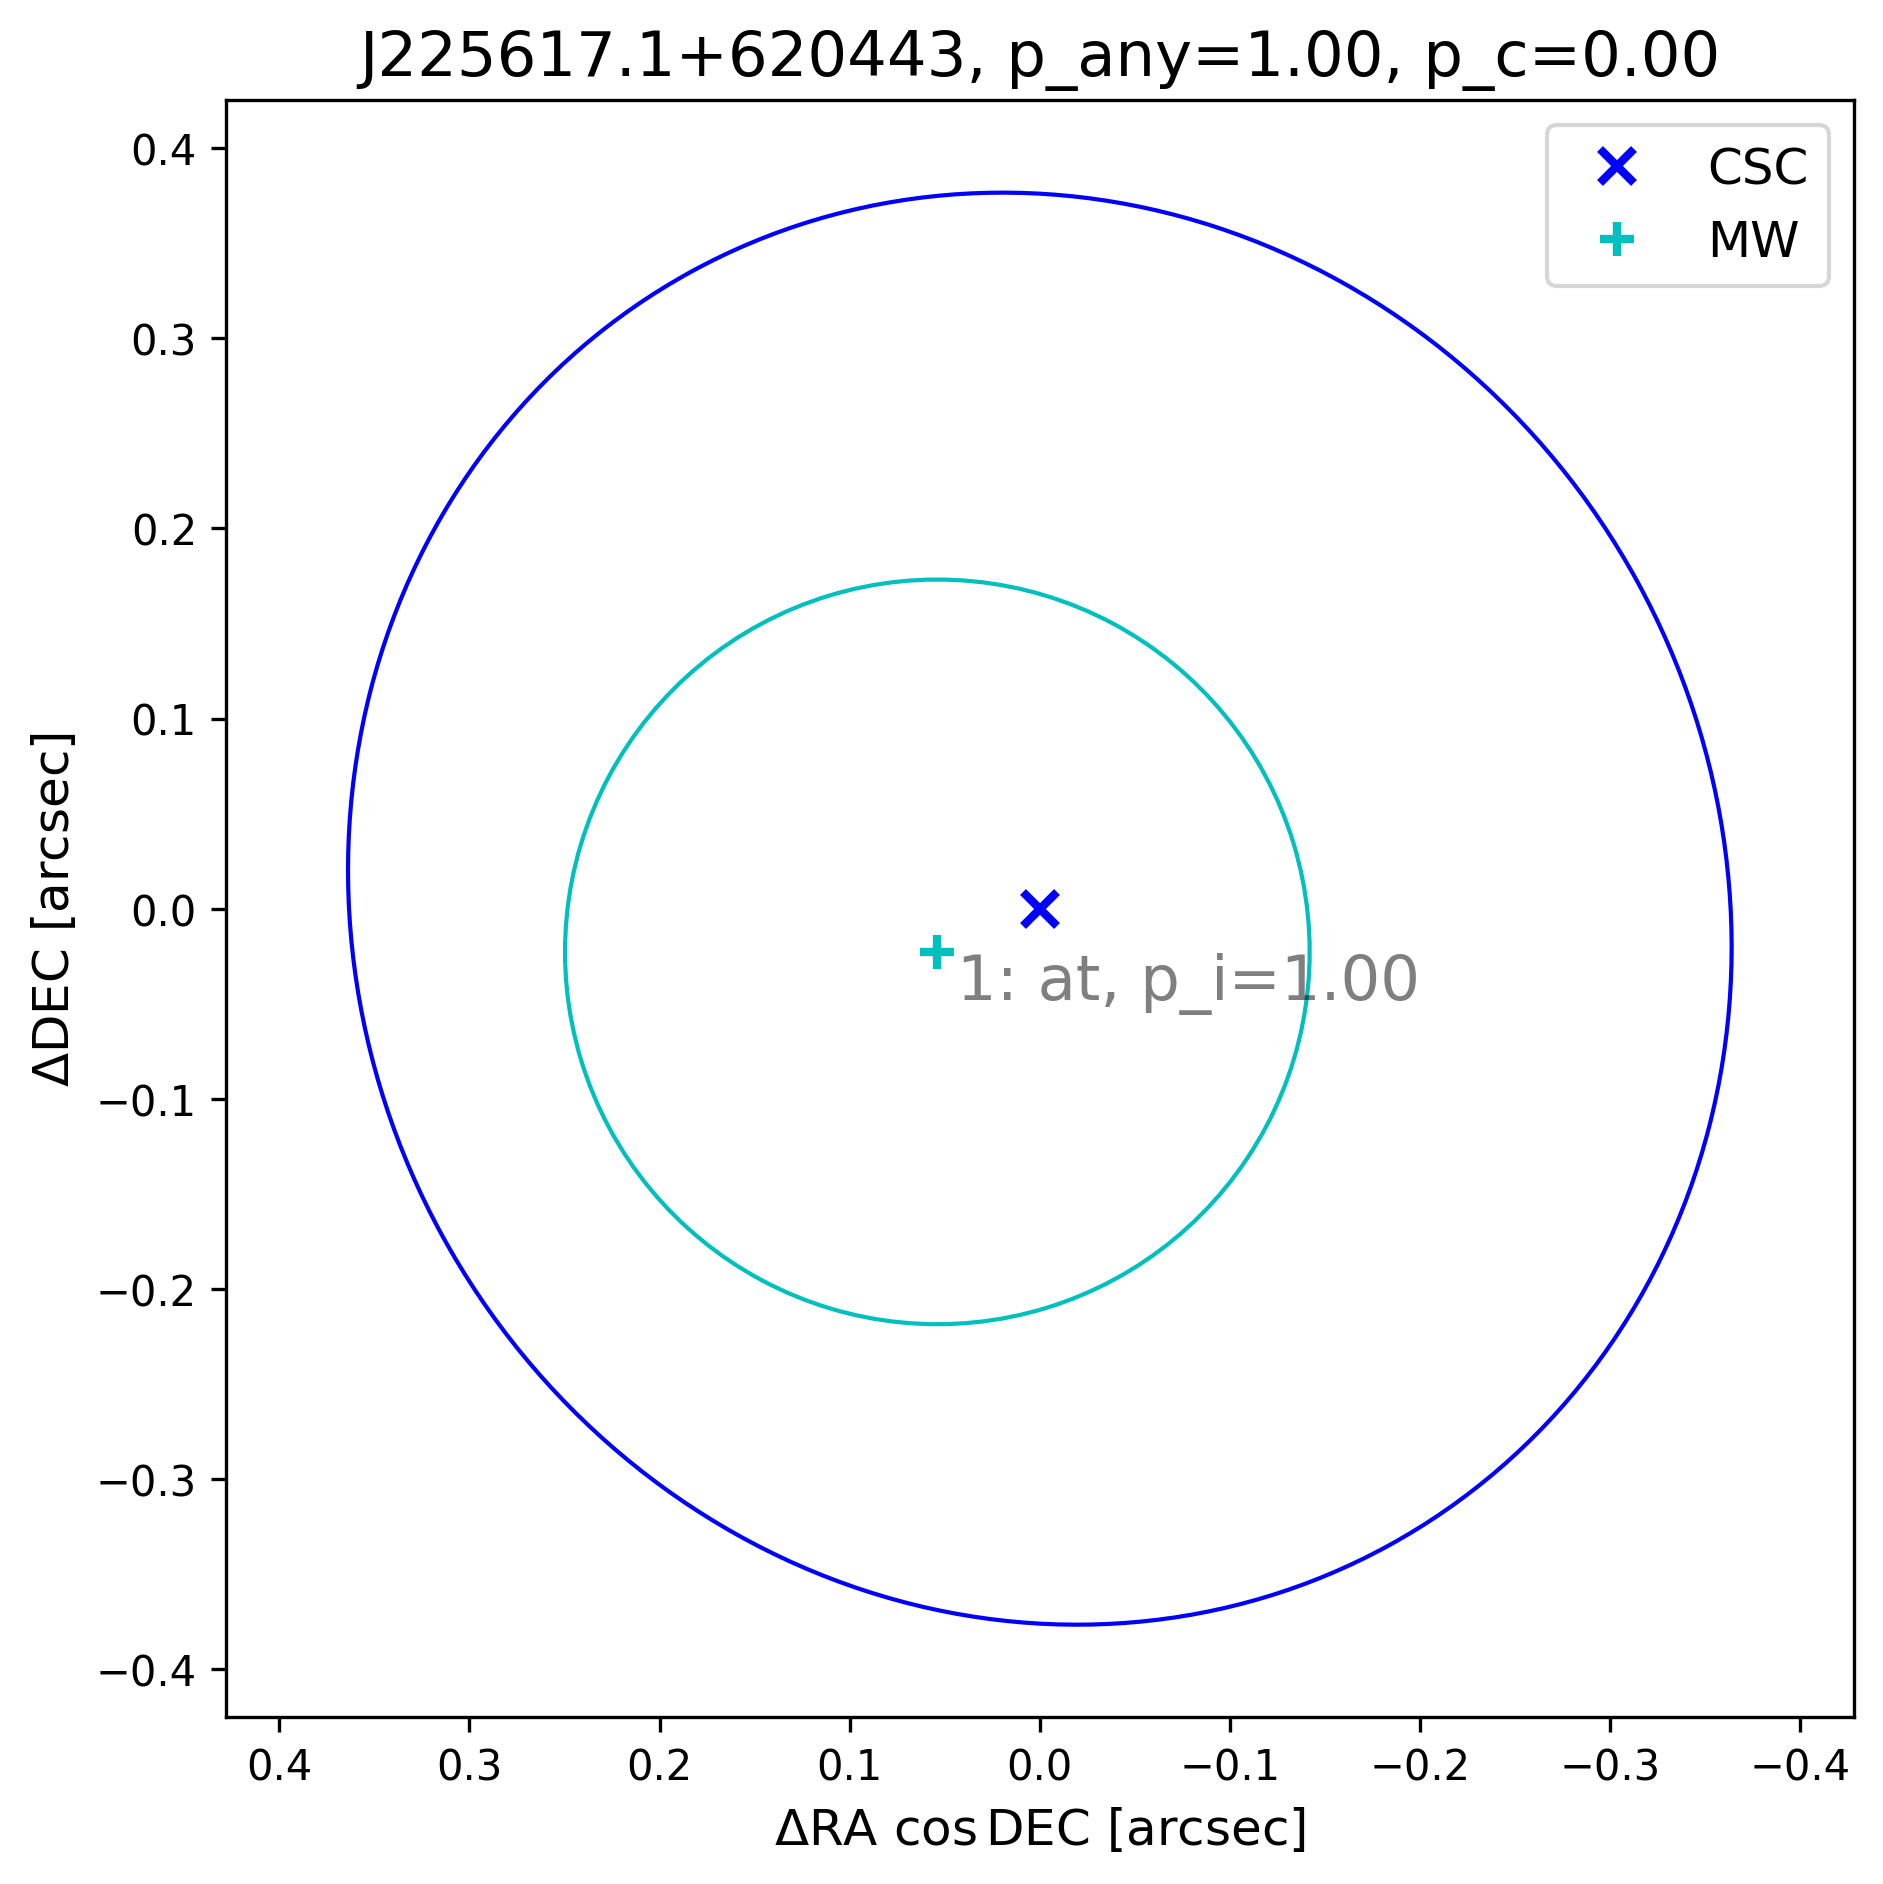 J225617.1+620443, p_any=1.00, p_c=0.00
CSC
MW
0.4
0.3
0.2
0.1
0.0
−0.1
−0.2
−0.3
−0.4
ΔDEC [arcsec]
1: at, p_i=1.00
0.4 0.3 0.2 0.1 0.0 −0.1 −0.2 −0.3 −0.4
ΔRA cos DEC [arcsec]